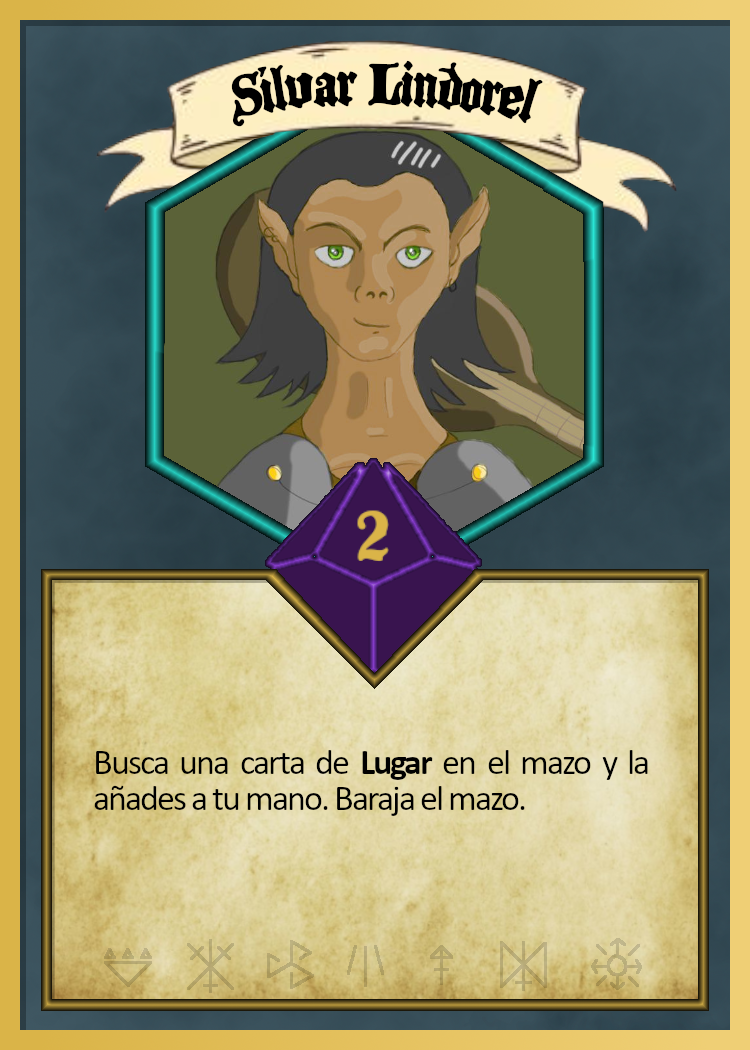 Silvar Lindorel
2
Busca una carta de Lugar en el mazo y la
añades a tu mano. Baraja el mazo.